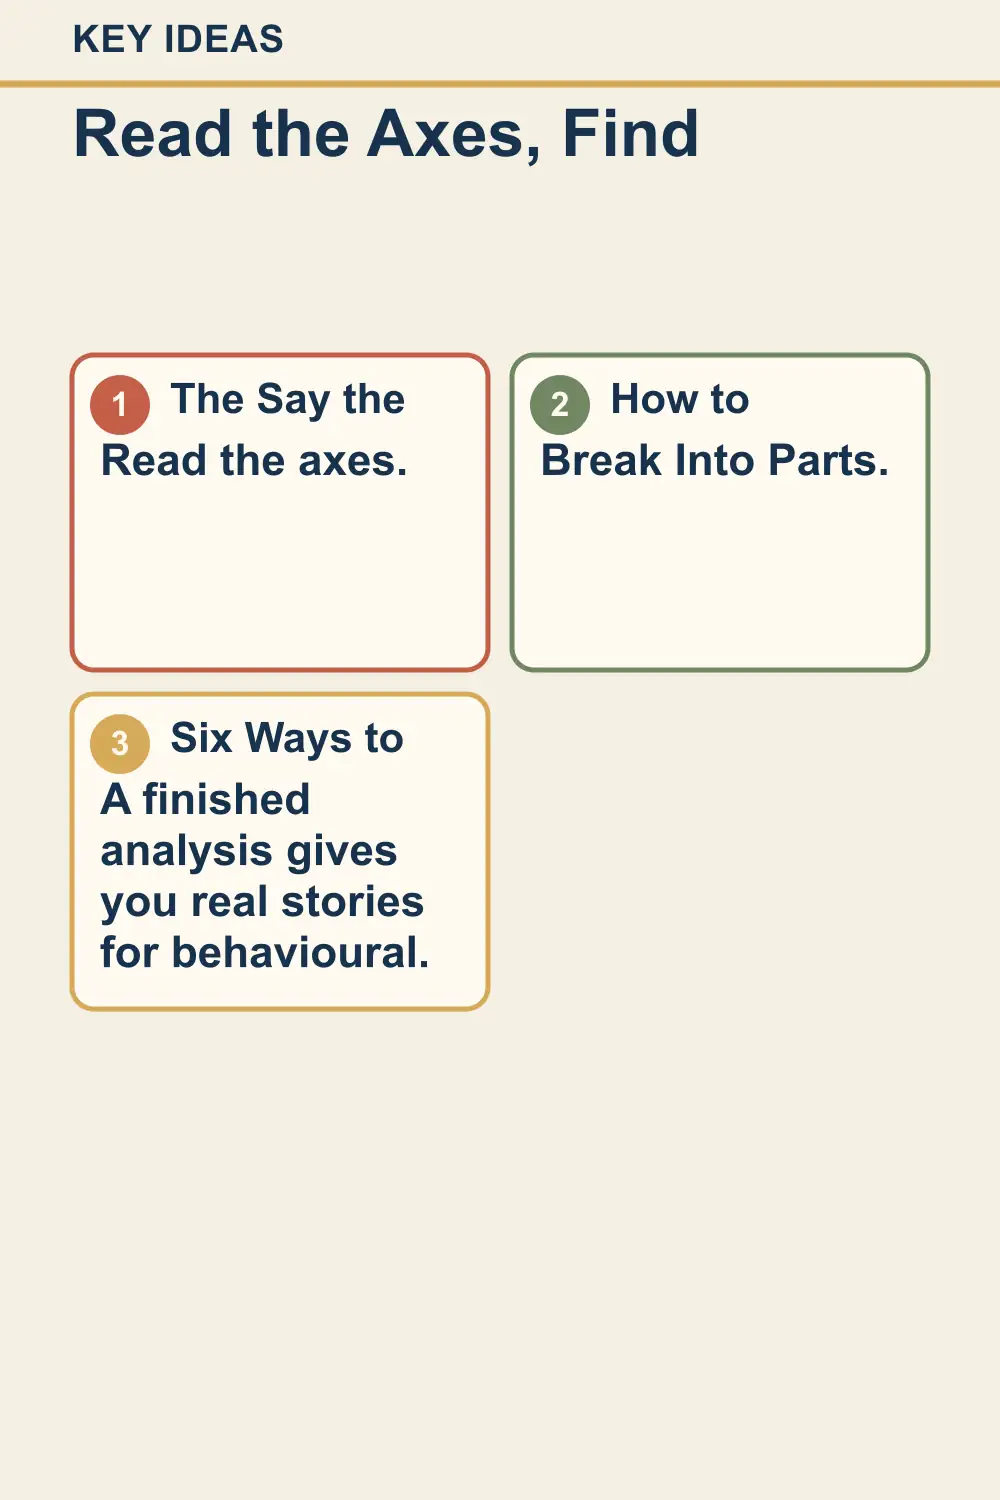 KEY IDEAS
Read the Axes, Find
1 The Say the
Read the axes.
2 How to
Break Into Parts.
3 Six Ways to
A finished
analysis gives
you real stories
for behavioural.